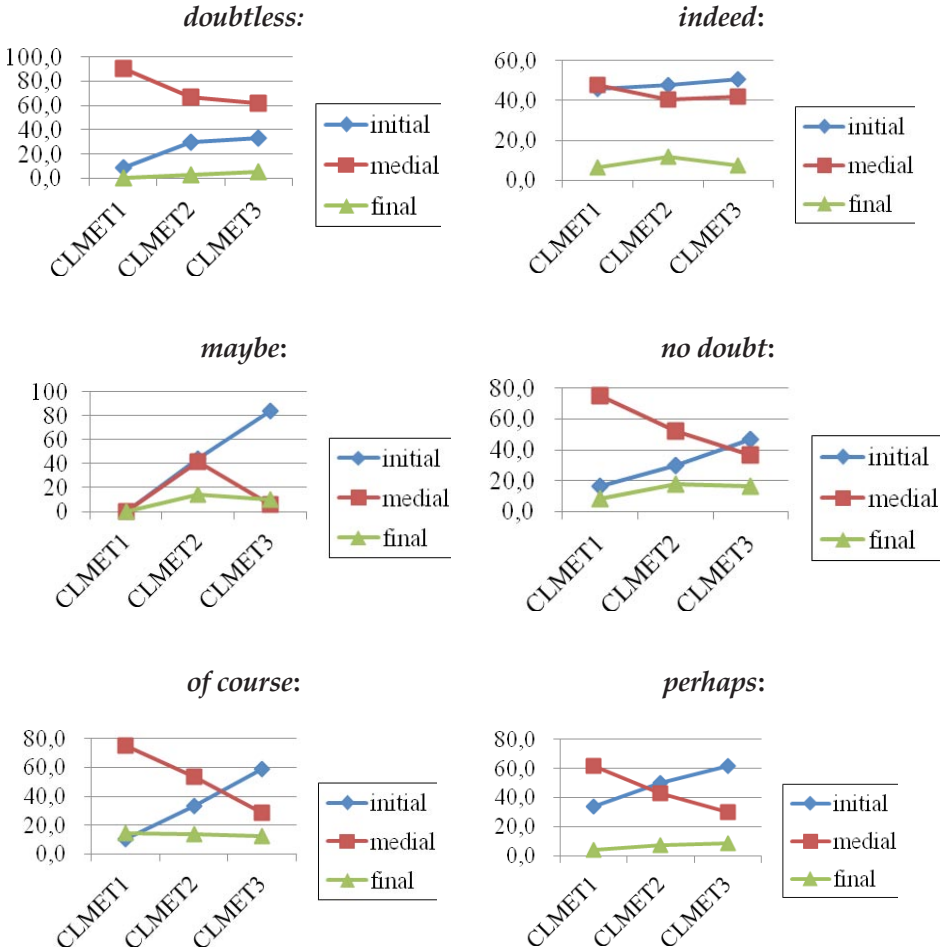 doubtless:
100,0
80,0
60,0
40,0
20,0
0,0
CLMET1
CLMET2
CLMET3
initial
medial
final
indeed:
60,0
40,0
20,0
0,0
CLMET1
CLMET2
CLMET3
initial
medial
final
maybe:
100
80
60
40
20
0
CLMET1
CLMET2
CLMET3
initial
medial
final
no doubt:
80,0
60,0
40,0
20,0
0,0
CLMET1
CLMET2
CLMET3
initial
medial
final
of course:
80,0
60,0
40,0
20,0
0,0
CLMET1
CLMET2
CLMET3
initial
medial
final
perhaps:
80,0
60,0
40,0
20,0
0,0
CLMET1
CLMET2
CLMET3
initial
medial
final